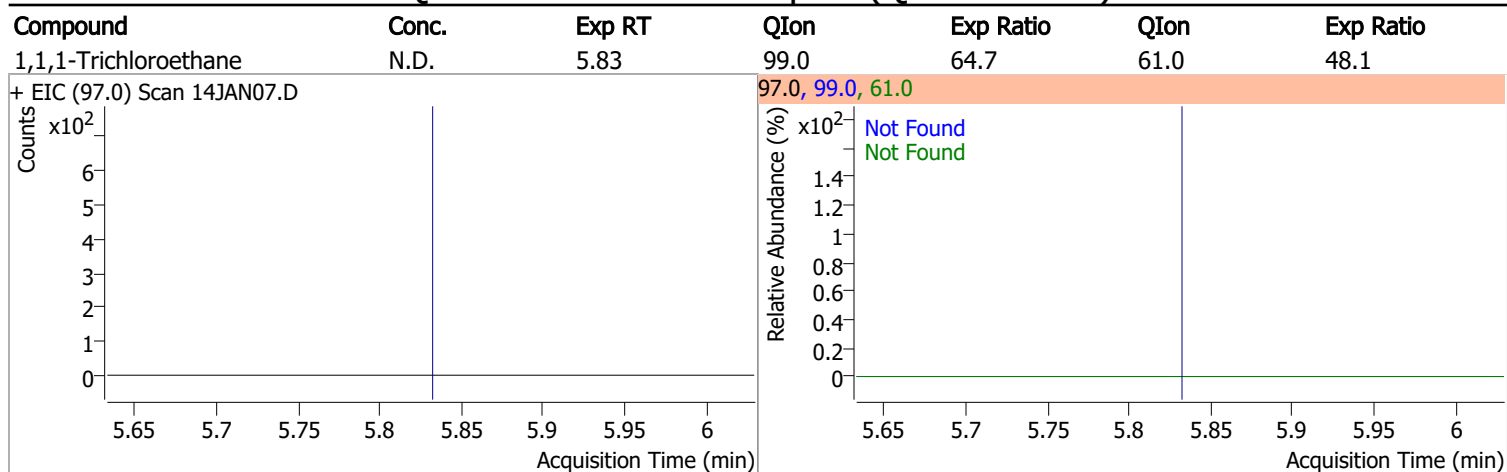 Compound Conc. Exp RT QIon Exp Ratio QIon Exp Ratio
1,1,1-Trichloroethane N.D. 5.83 99.0 64.7 61.0 48.1
+ EIC (97.0) Scan 14JAN07.D
Counts
x10²
6
5
4
3
2
1
0
5.65 5.7 5.75 5.8 5.85 5.9 5.95 6
Acquisition Time (min)
97.0, 99.0, 61.0
Relative Abundance (%)
x10²
Not Found
Not Found
1.4
1.2
1
0.8
0.6
0.4
0.2
0
5.65 5.7 5.75 5.8 5.85 5.9 5.95 6
Acquisition Time (min)